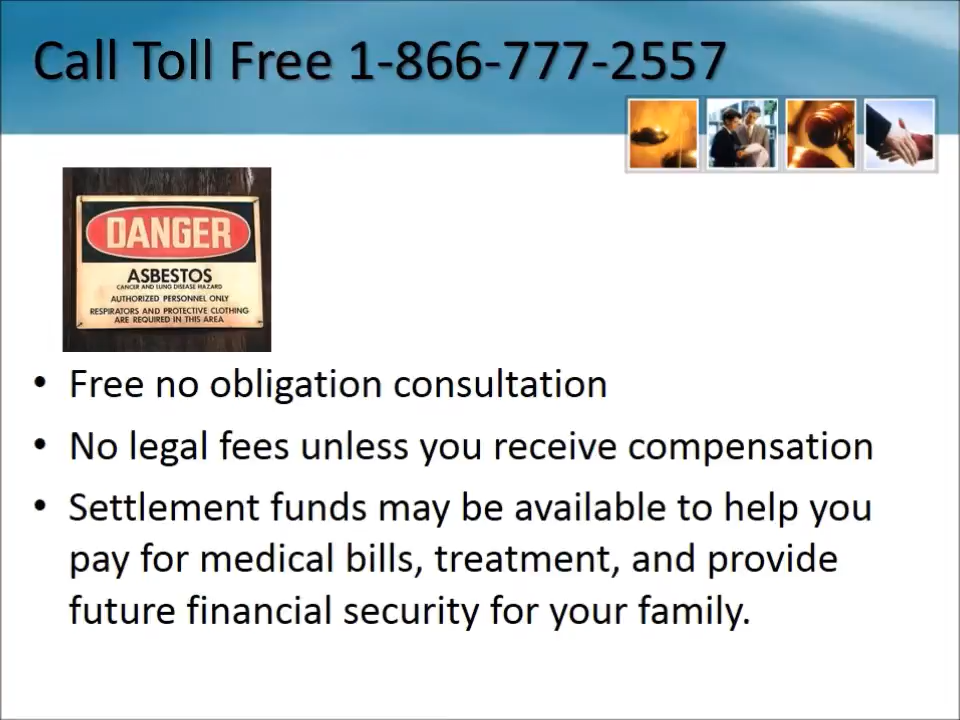 Call Toll Free 1-866-777-2557
DANGER
ASBESTOS
CANCER AND LUNG DISEASE HAZARD
AUTHORIZED PERSONNEL ONLY
RESPIRATORS AND PROTECTIVE CLOTHING
ARE REQUIRED IN THIS AREA
• Free no obligation consultation
• No legal fees unless you receive compensation
• Settlement funds may be available to help you
pay for medical bills, treatment, and provide
future financial security for your family.